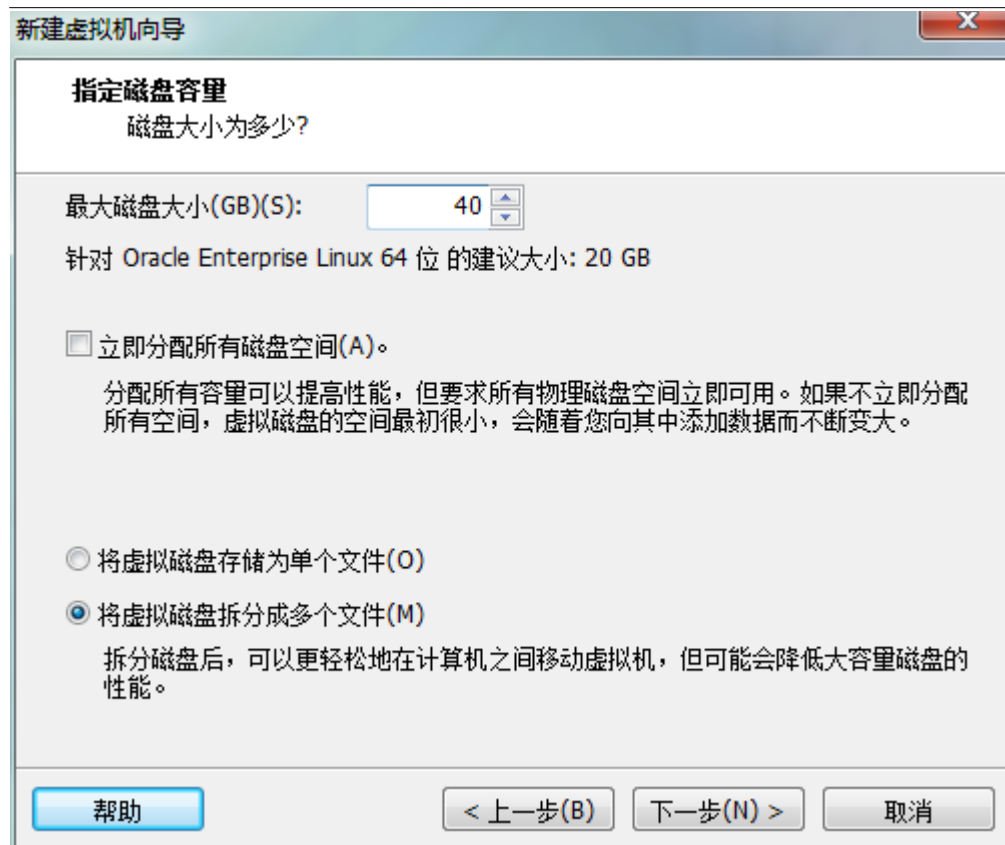 新建虚拟机向导
指定磁盘容量
磁盘大小为多少?
最大磁盘大小(GB)(S): 40
针对 Oracle Enterprise Linux 64 位 的建议大小: 20 GB
立即分配所有磁盘空间(A)。
分配所有容量可以提高性能，但要求所有物理磁盘空间立即可用。如果不立即分配
所有空间，虚拟磁盘的空间最初很小，会随着您向其中添加数据而不断变大。
将虚拟磁盘存储为单个文件(O)
将虚拟磁盘拆分成多个文件(M)
拆分磁盘后，可以更轻松地在计算机之间移动虚拟机，但可能会降低大容量磁盘的
性能。
帮助 < 上一步(B) 下一步(N) > 取消